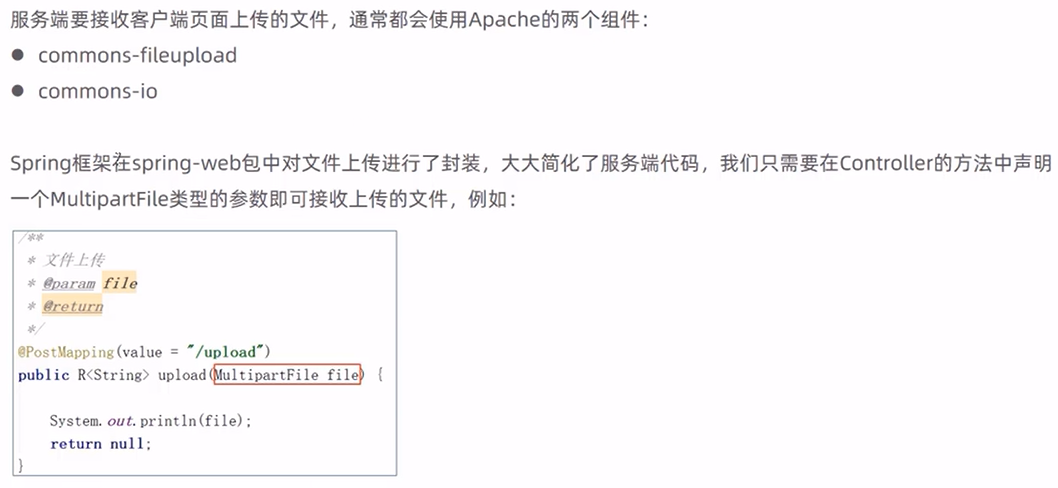 服务端要接收客户端页面上传的文件，通常都会使用Apache的两个组件：
● commons-fileupload
● commons-io
Spring框架在spring-web包中对文件上传进行了封装，大大简化了服务端代码，我们只需要在Controller的方法中声明
一个MultipartFile类型的参数即可接收上传的文件，例如：
/**
* 文件上传
* @param file
* @return
*/
@PostMapping(value = "/upload")
public R<String> upload(MultipartFile file) {
System.out.println(file);
return null;
}